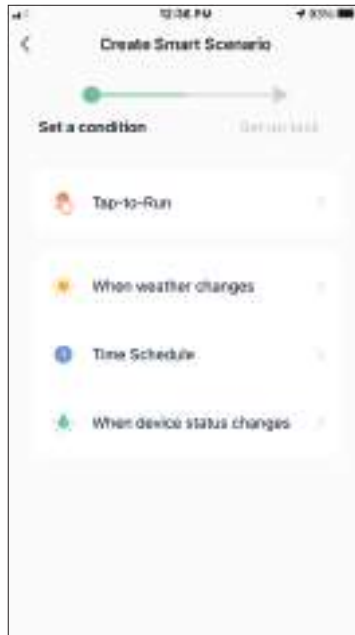 12:36 PM 93%
Create Smart Scenario
Set a condition
Tap-to-Run
When weather changes
Time Schedule
When device status changes